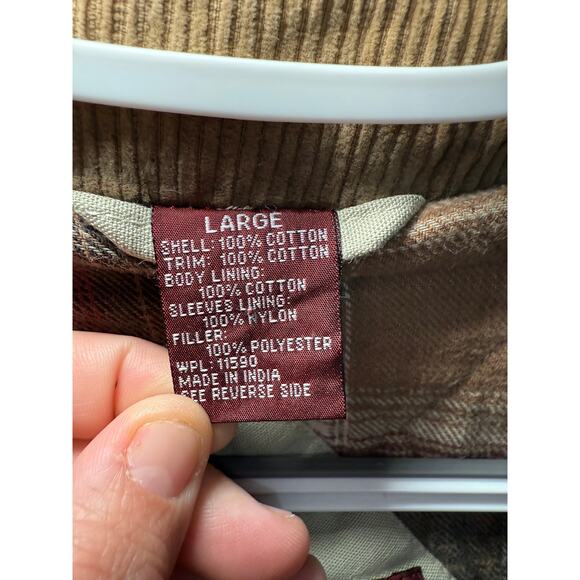 LARGE
SHELL: 100% COTTON
TRIM: 100% COTTON
BODY LINING:
100% COTTON
SLEEVES LINING:
100% NYLON
FILLER:
100% POLYESTER
WPL: 11590
MADE IN INDIA
SEE REVERSE SIDE